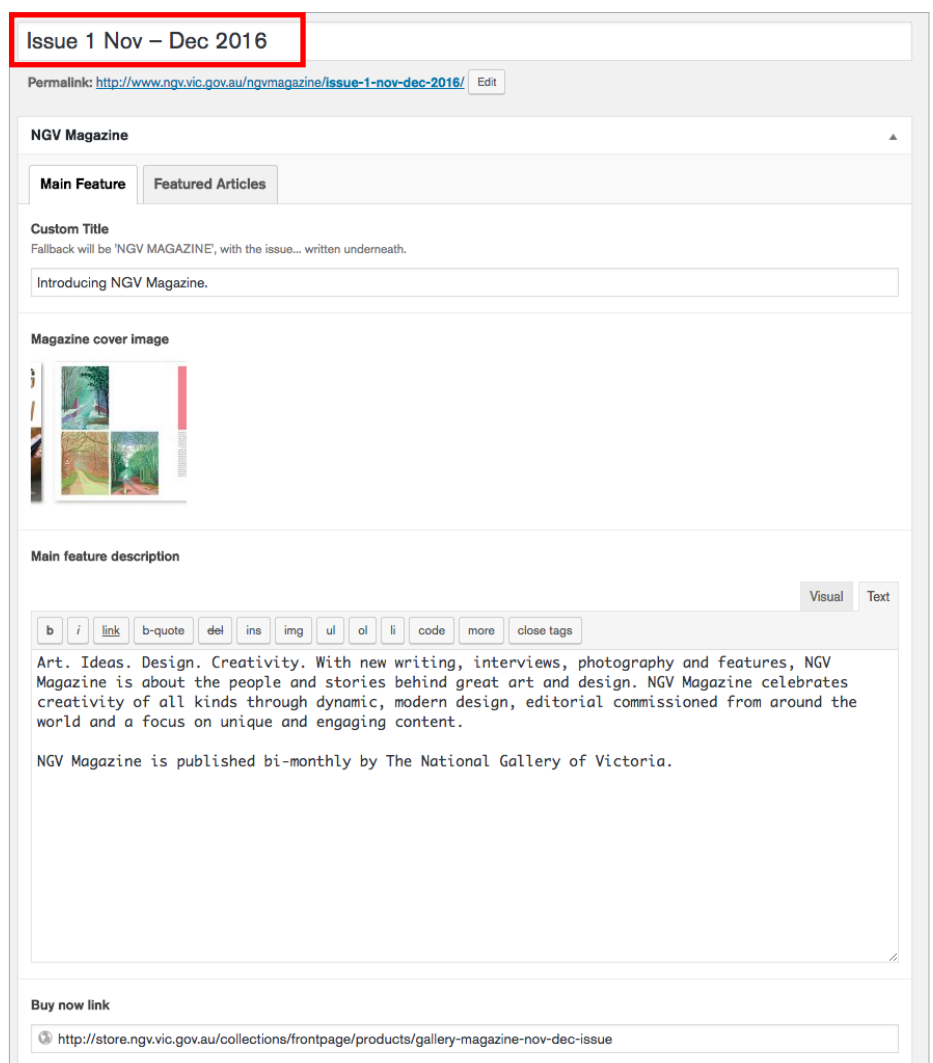 Issue 1 Nov – Dec 2016
Permalink: http://www.ngv.vic.gov.au/ngvmagazine/issue-1-nov-dec-2016/ Edit
NGV Magazine
Main Feature Featured Articles
Custom Title
Fallback will be 'NGV MAGAZINE', with the issue... written underneath.
Introducing NGV Magazine.
Magazine cover image
Main feature description
Visual Text
b i link b-quote del ins img ul ol li code more close tags
Art. Ideas. Design. Creativity. With new writing, interviews, photography and features, NGV
Magazine is about the people and stories behind great art and design. NGV Magazine celebrates
creativity of all kinds through dynamic, modern design, editorial commissioned from around the
world and a focus on unique and engaging content.
NGV Magazine is published bi-monthly by The National Gallery of Victoria.
Buy now link
http://store.ngv.vic.gov.au/collections/frontpage/products/gallery-magazine-nov-dec-issue